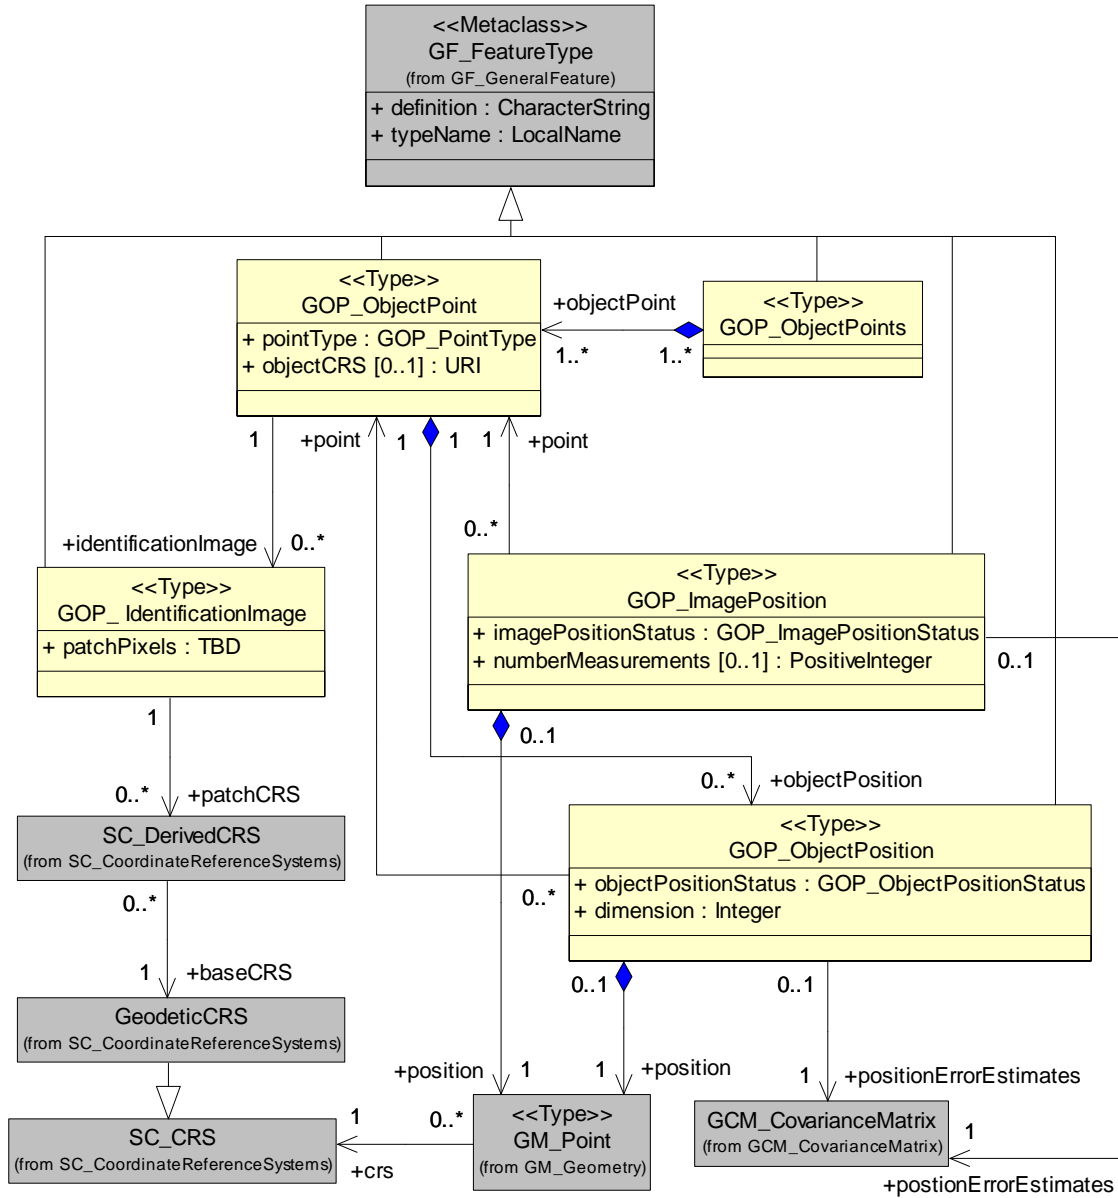 <<Metaclass>>
GF_FeatureType
(from GF_GeneralFeature)
+ definition : CharacterString
+ typeName : LocalName
<<Type>>
GOP_ObjectPoint
+ pointType : GOP_PointType
+ objectCRS [0..1] : URI
+objectPoint
1..*
1..*
<<Type>>
GOP_ObjectPoints
1
+point
1
1
1
+point
+identificationImage
0..*
0..*
<<Type>>
GOP_ IdentificationImage
+ patchPixels : TBD
<<Type>>
GOP_ImagePosition
+ imagePositionStatus : GOP_ImagePositionStatus
+ numberMeasurements [0..1] : PositiveInteger
0..1
1
0..1
0..*
+patchCRS
0..*
+objectPosition
SC_DerivedCRS
(from SC_CoordinateReferenceSystems)
<<Type>>
GOP_ObjectPosition
+ objectPositionStatus : GOP_ObjectPositionStatus
+ dimension : Integer
0..*
0..*
1
+baseCRS
0..1
0..1
GeodeticCRS
(from SC_CoordinateReferenceSystems)
+position
1
1
+position
1
+positionErrorEstimates
SC_CRS
(from SC_CoordinateReferenceSystems)
1
+crs
0..*
<<Type>>
GM_Point
(from GM_Geometry)
GCM_CovarianceMatrix
(from GCM_CovarianceMatrix)
1
+postionErrorEstimates